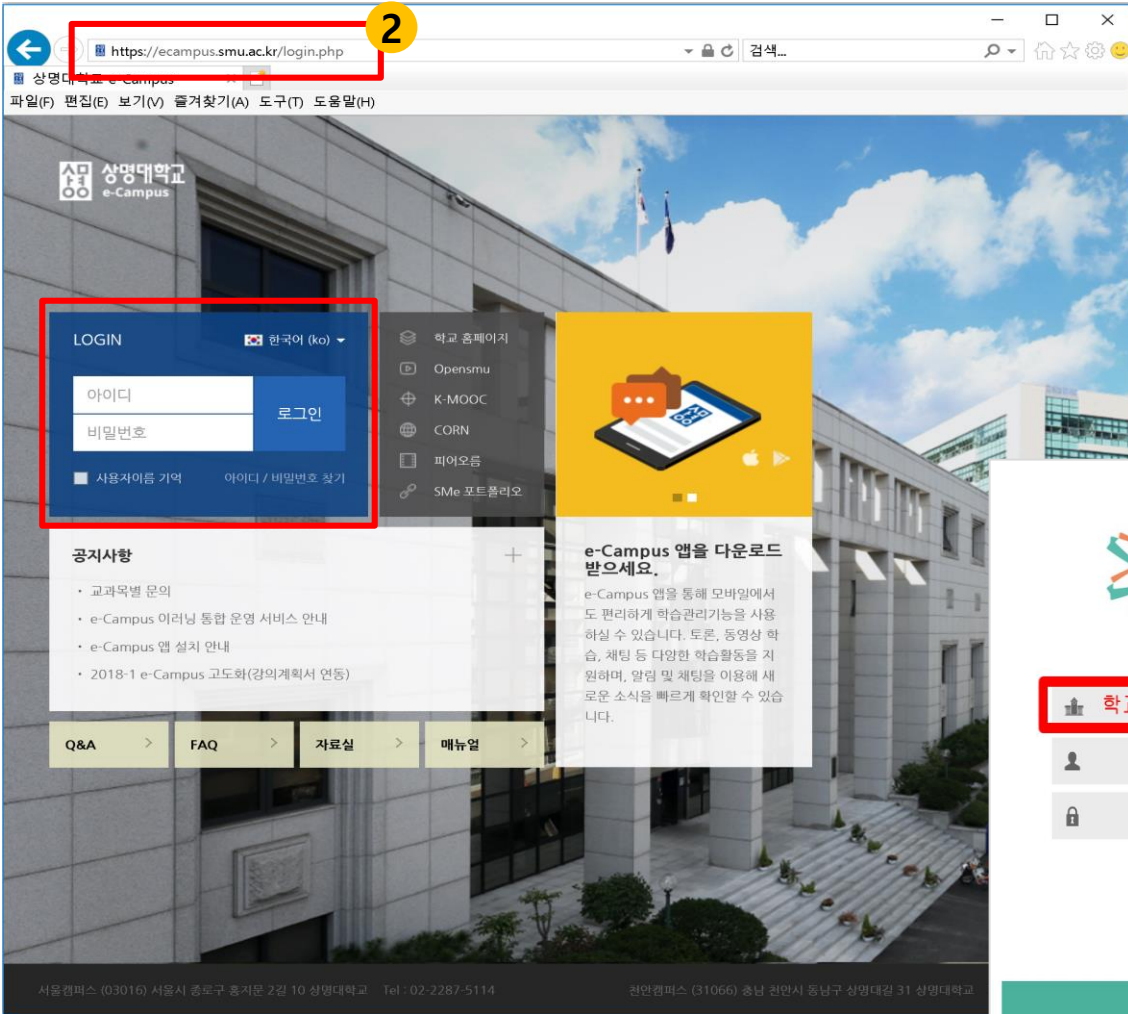 2
https://ecampus.smu.ac.kr/login.php
검색...
상명대학교 e-Campus
파일(F) 편집(E) 보기(V) 즐겨찾기(A) 도구(T) 도움말(H)
상명
상명대학교
e-Campus
LOGIN
한국어 (ko)
아이디
비밀번호
로그인
사용자이름 기억
아이디 / 비밀번호 찾기
학교 홈페이지
Opensmu
K-MOOC
CORN
피어오름
SMe 포트폴리오
공지사항
교과목별 문의
e-Campus 이러닝 통합 운영 서비스 안내
e-Campus 앱 설치 안내
2018-1 e-Campus 고도화(강의계획서 연동)
Q&A
FAQ
자료실
매뉴얼
e-Campus 앱을 다운로드
받으세요.
e-Campus 앱을 통해 모바일에서
도 편리하게 학습관리기능을 사용
하실 수 있습니다. 토론, 동영상 학
습, 채팅 등 다양한 학습활동을 지
원하며, 알림 및 채팅을 이용해 새
로운 소식을 빠르게 확인할 수 있습
니다.
학
서울캠퍼스 (03016) 서울시 종로구 홍지문 2길 10 상명대학교 Tel : 02-2287-5114
천안캠퍼스 (31066) 충남 천안시 동남구 상명대길 31 상명대학교